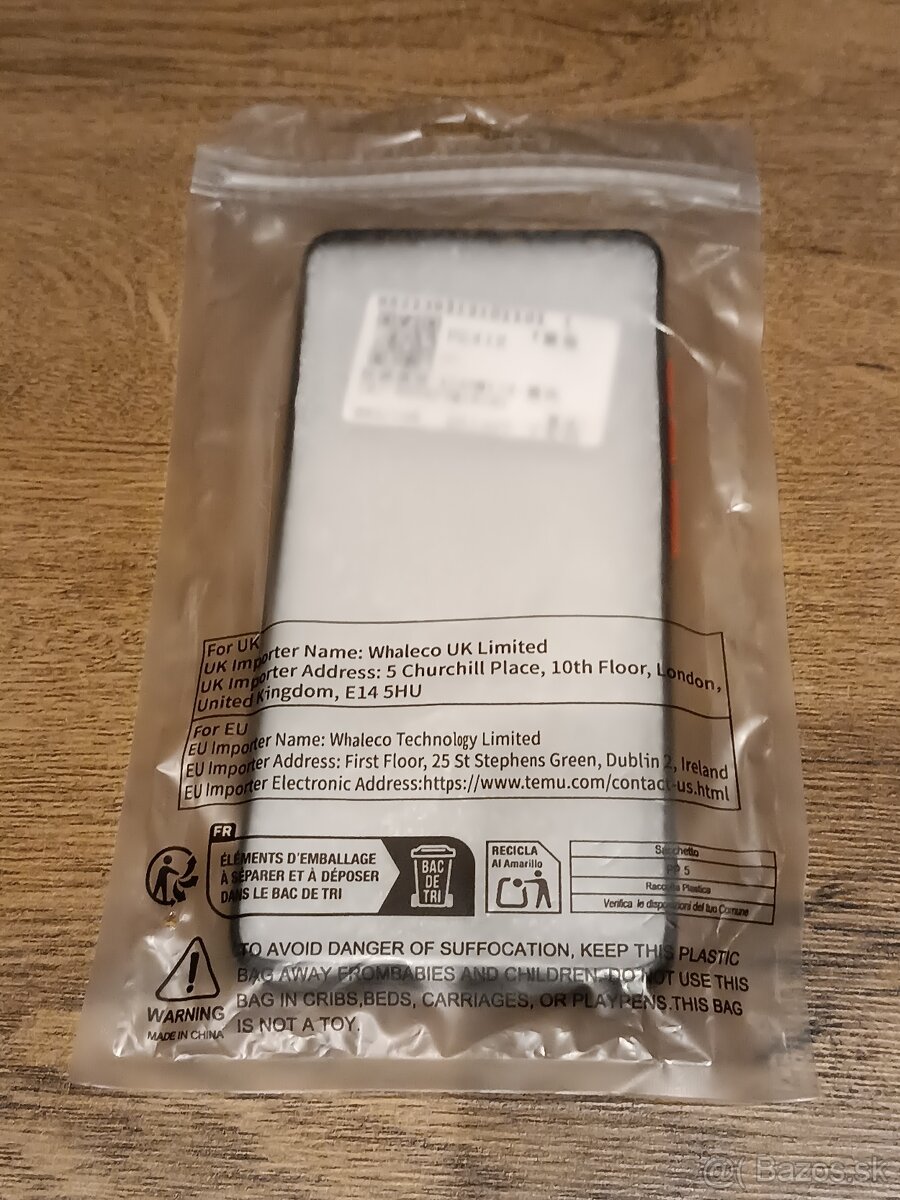 For UK
UK Importer Name: Whaleco UK Limited
UK Importer Address: 5 Churchill Place, 10th Floor, London,
United Kingdom, E14 5HU
For EU
EU Importer Name: Whaleco Technology Limited
EU Importer Address: First Floor, 25 St Stephens Green, Dublin 2, Ireland
EU Importer Electronic Address:https://www.temu.com/contact-us.html
FR
ÉLÉMENTS D'EMBALLAGE
À SÉPARER ET À DÉPOSER
DANS LE BAC DE TRI
BAC
DE
TRI
RECICLA
Al Amarillo
Sacchetto
PP 5
Raccolta Plastica
Verifica le disposizioni del tuo Comune
WARNING
MADE IN CHINA
TO AVOID DANGER OF SUFFOCATION, KEEP THIS PLASTIC
BAG AWAY FROMBABIES AND CHILDREN. DO NOT USE THIS
BAG IN CRIBS,BEDS, CARRIAGES, OR PLAYPENS.THIS BAG
IS NOT A TOY.
Bazos.sk